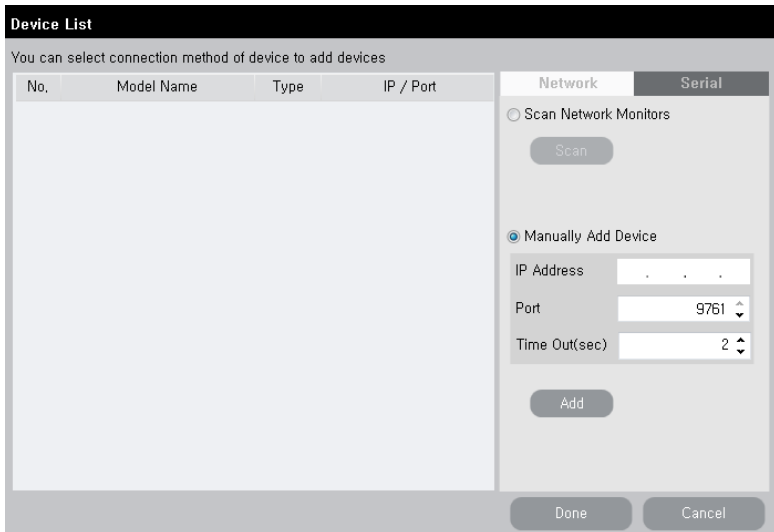 Device List
You can select connection method of device to add devices
No. Model Name Type IP / Port
Network Serial
Scan Network Monitors
Scan
Manually Add Device
IP Address . . .
Port 9761
Time Out(sec) 2
Add
Done Cancel